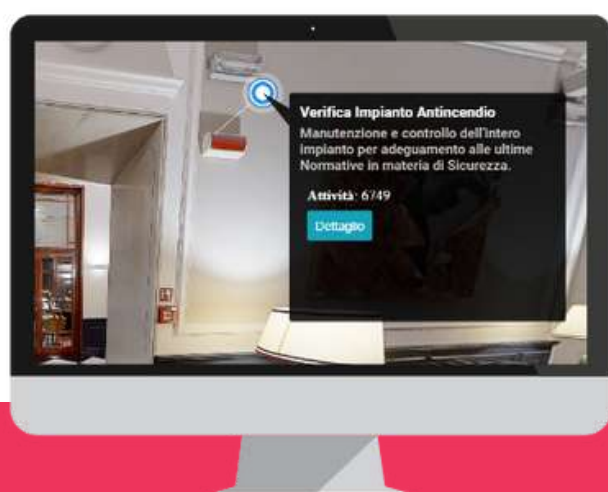 Verifica Impianto Antincendio
Manutenzione e controllo dell'intero
impianto per adeguamento alle ultime
Normative in materia di Sicurezza.
Attività: 6749
Dettaglio